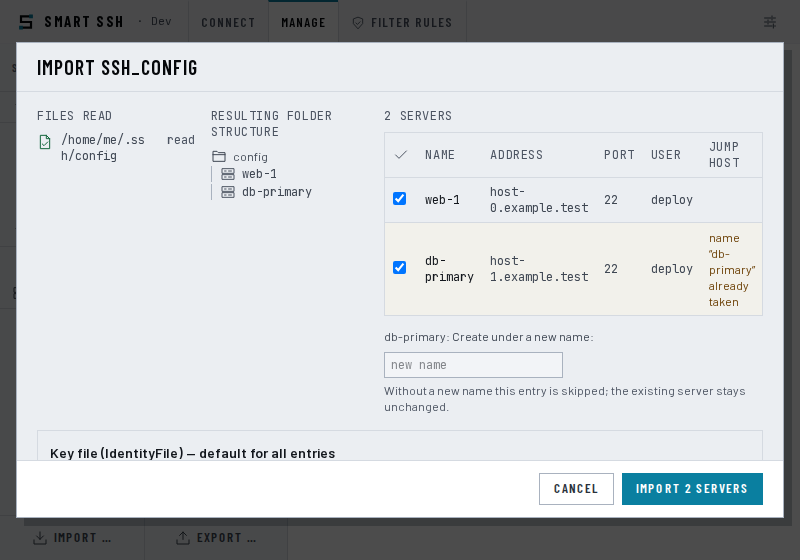 SMART SSH · Dev CONNECT MANAGE FILTER RULES
IMPORT SSH_CONFIG
FILES READ
/home/me/.ss read
h/config
RESULTING FOLDER
STRUCTURE
config
web-1
db-primary
2 SERVERS
NAME ADDRESS PORT USER JUMP
HOST
web-1 host-
0.example.test 22 deploy
db-
primary host-
1.example.test 22 deploy name
"db-
primary"
already
taken
db-primary: Create under a new name:
new name
Without a new name this entry is skipped; the existing server stays
unchanged.
Key file (IdentityFile) — default for all entries
CANCEL IMPORT 2 SERVERS
IMPORT … EXPORT …